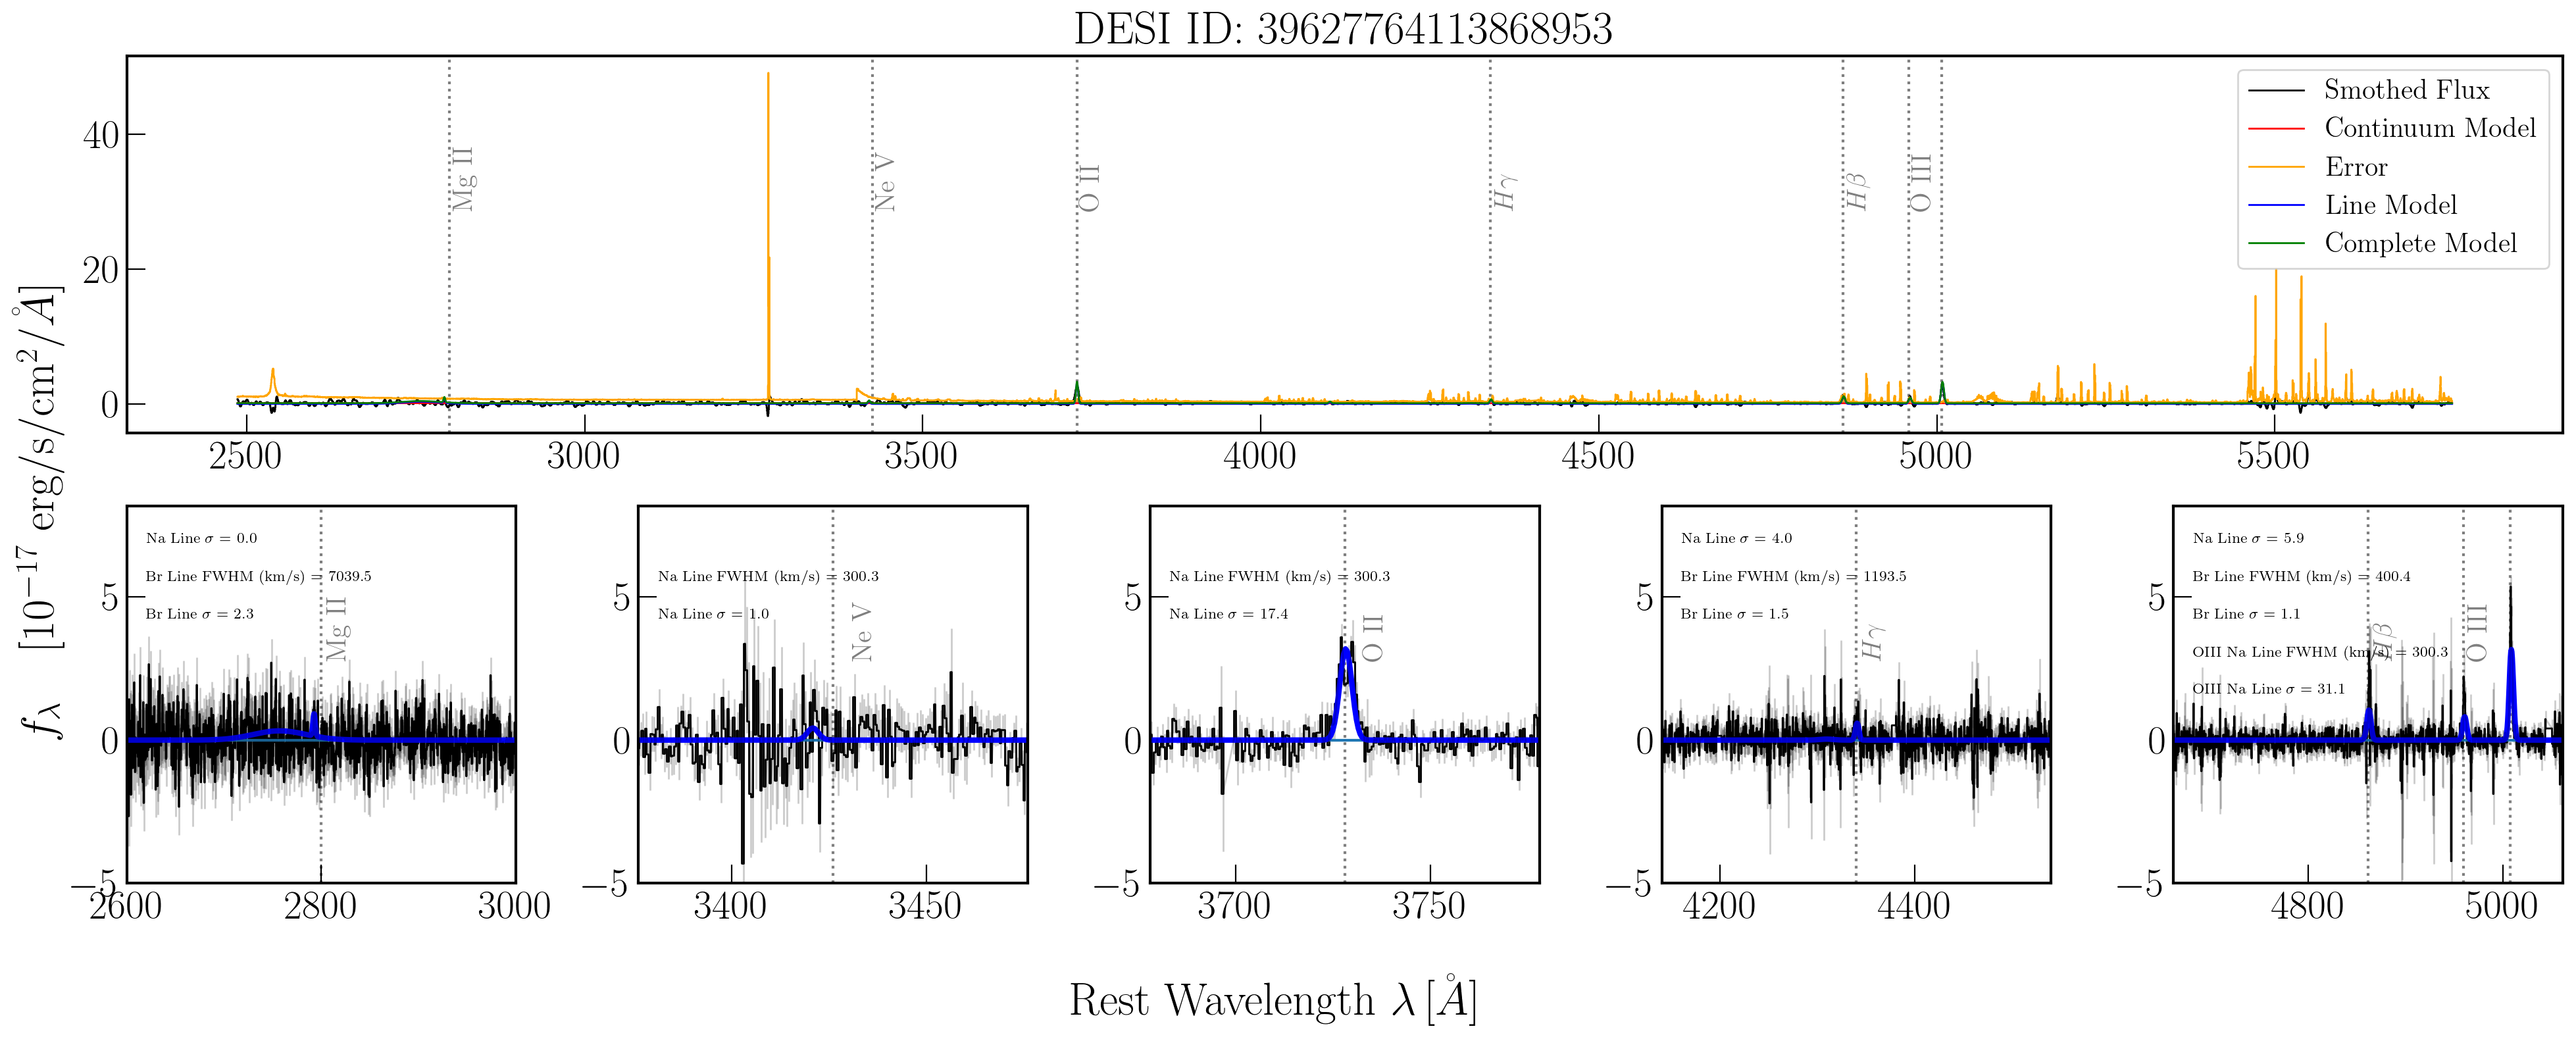 DESI ID: 39627764113868953
Smothed Flux
Continuum Model
Error
Line Model
Complete Model
Mg II
Ne V
O II
Hγ
Hβ
O III
40
20
0
2500 3000 3500 4000 4500 5000 5500
f_λ [10^{-17} erg/s/cm^2/Å]
Na Line σ = 0.0
Br Line FWHM (km/s) = 7039.5
Br Line σ = 2.3
Mg II
5
0
−5
2600 2800 3000
Na Line FWHM (km/s) = 300.3
Na Line σ = 1.0
Ne V
5
0
−5
3400 3450
Na Line FWHM (km/s) = 300.3
Na Line σ = 17.4
O II
5
0
−5
3700 3750
Na Line σ = 4.0
Br Line FWHM (km/s) = 1193.5
Br Line σ = 1.5
Hγ
5
0
−5
4200 4400
Na Line σ = 5.9
Br Line FWHM (km/s) = 400.4
Br Line σ = 1.1
OIII Na Line FWHM (km/s) = 300.3
OIII Na Line σ = 31.1
Hβ
O III
5
0
−5
4800 5000
Rest Wavelength λ [Å]